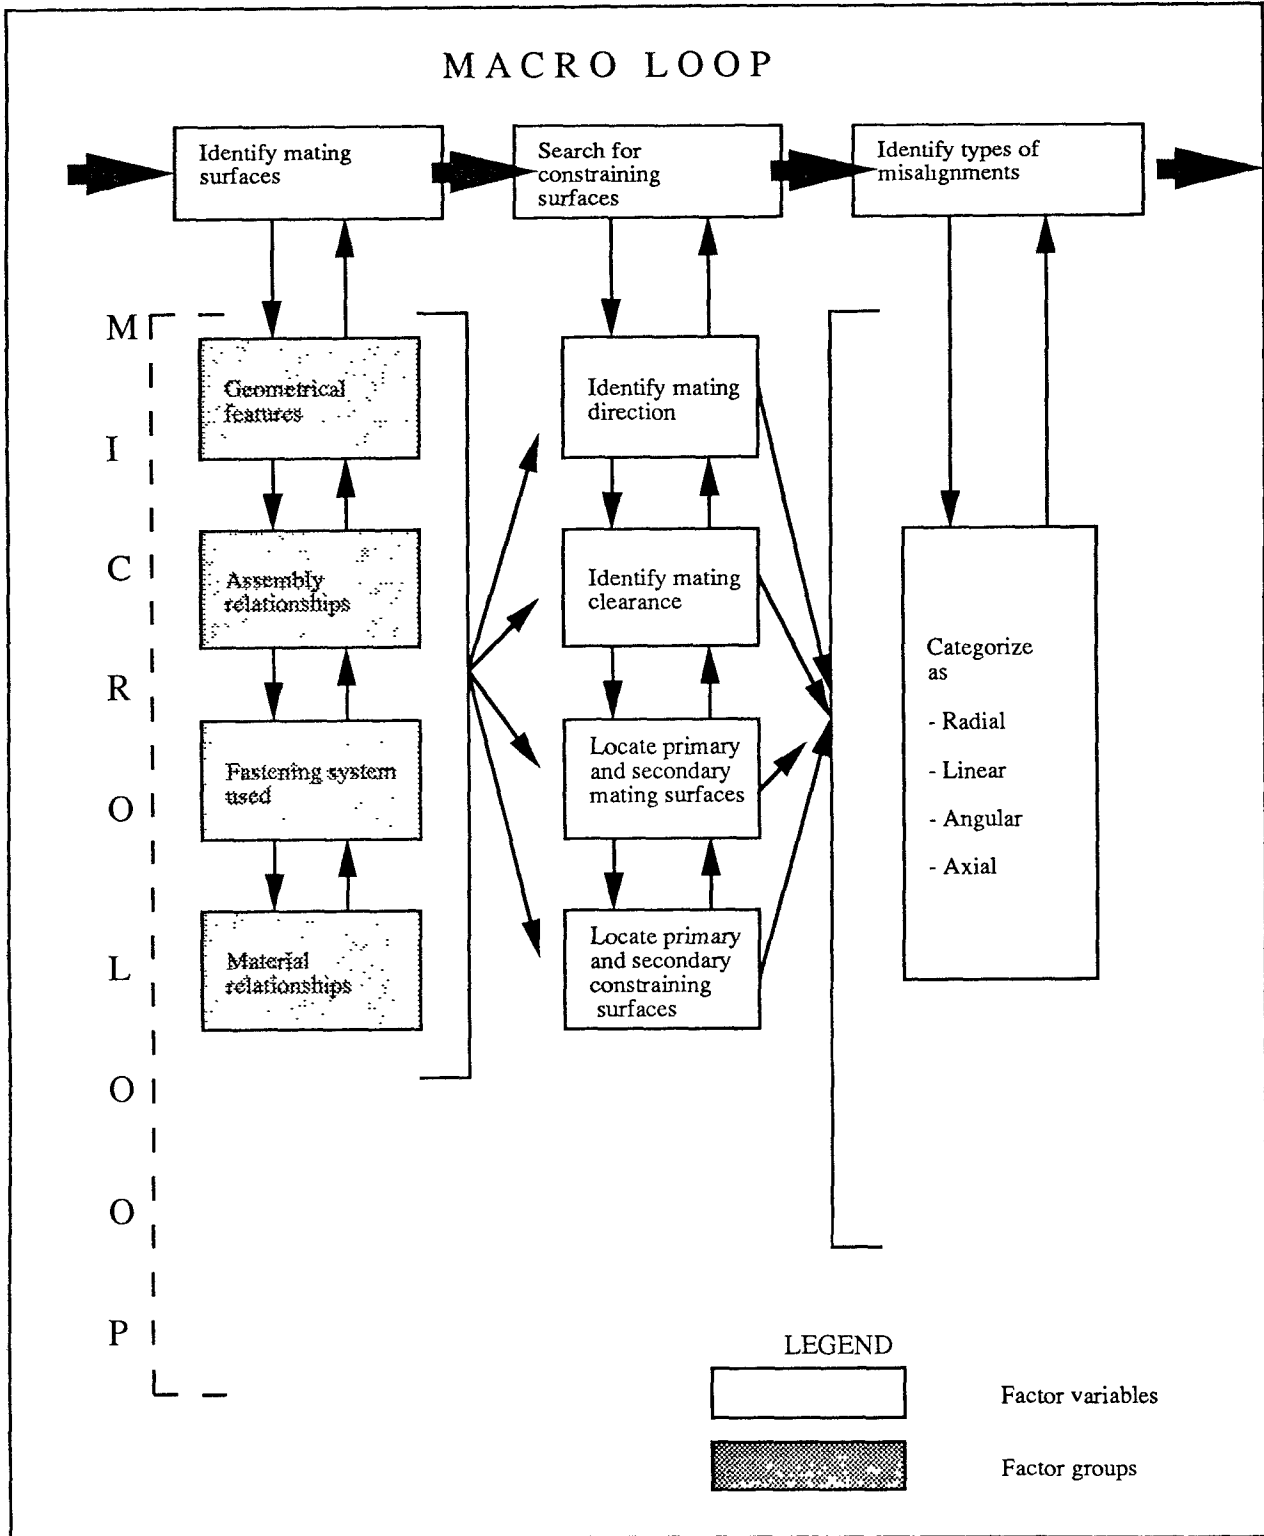 MACRO LOOP
Identify mating
surfaces
Search for
constraining
surfaces
Identify types of
misalignments
MICRO LOOP
Geometrical
features
Assembly
relationships
Fastening system
used
Material
relationships
Identify mating
direction
Identify mating
clearance
Locate primary
and secondary
mating surfaces
Locate primary
and secondary
constraining
surfaces
Categorize
as
- Radial
- Linear
- Angular
- Axial
LEGEND
Factor variables
Factor groups